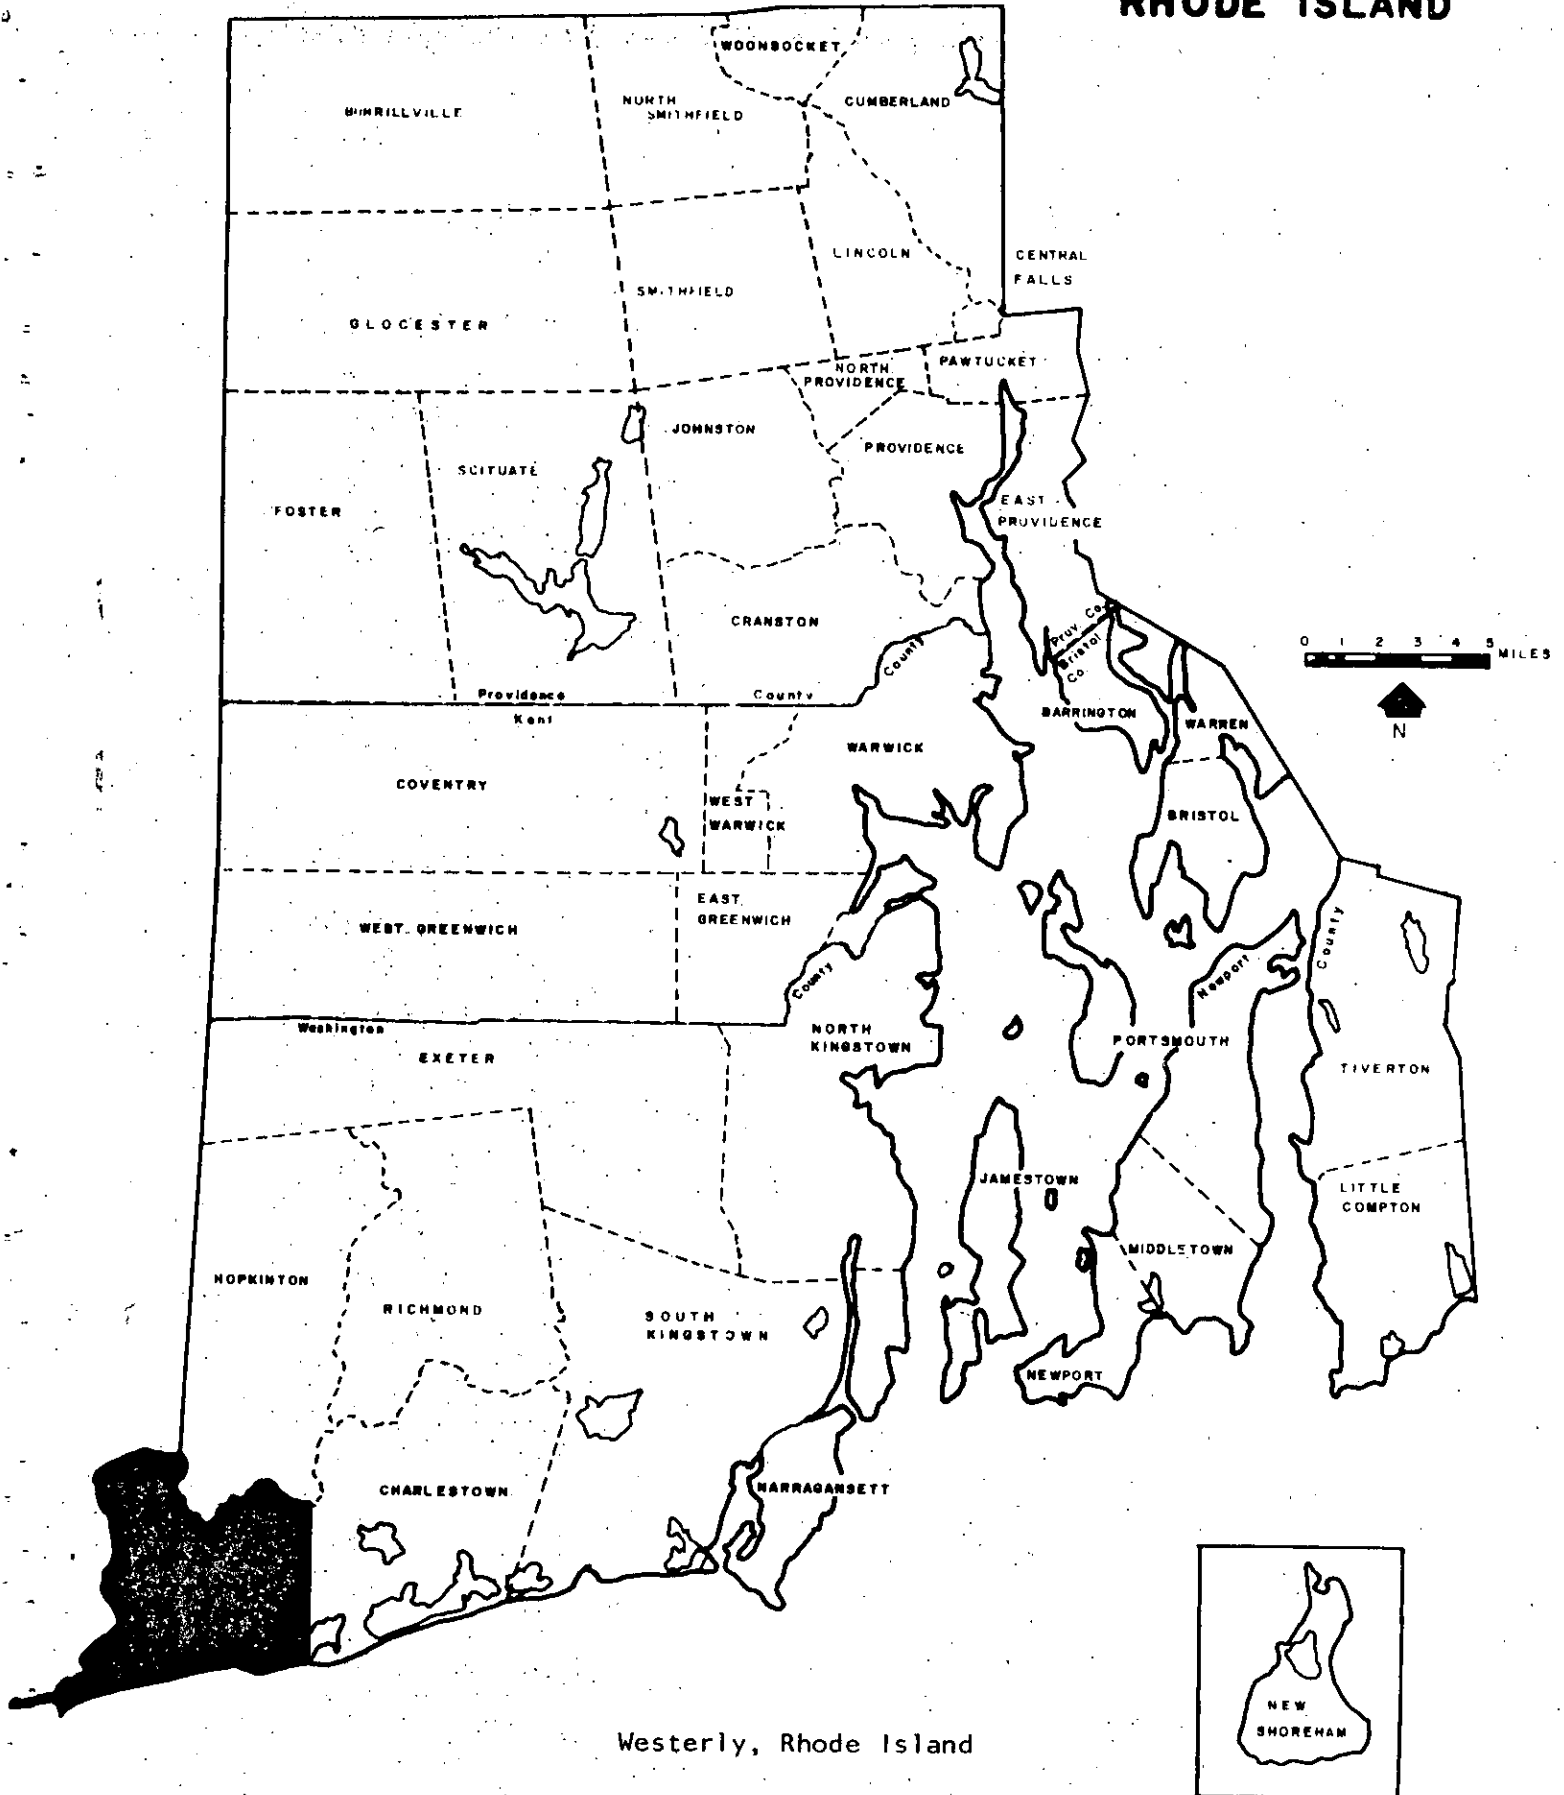 RHODE ISLAND
WOONSOCKET
BURRILLVILLE
NORTH
SMITHFIELD
CUMBERLAND
LINCOLN
CENTRAL
FALLS
SMITHFIELD
GLOCESTER
PAWTUCKET
NORTH
PROVIDENCE
JOHNSTON
PROVIDENCE
SCITUATE
FOSTER
EAST
PROVIDENCE
CRANSTON
County
Prov. Co.
Bristol
Co.
0 1 2 3 4 5
MILES
N
Providence County
Kent
BARRINGTON
WARREN
WARWICK
COVENTRY
WEST
WARWICK
BRISTOL
EAST
GREENWICH
WEST GREENWICH
County
Newport
County
Washington
NORTH
KINGSTOWN
EXETER
PORTSMOUTH
TIVERTON
JAMESTOWN
LITTLE
COMPTON
MIDDLETOWN
HOPKINTON
RICHMOND
SOUTH
KINGSTOWN
NEWPORT
CHARLESTOWN
NARRAGANSETT
NEW
SHOREHAM
Westerly, Rhode Island